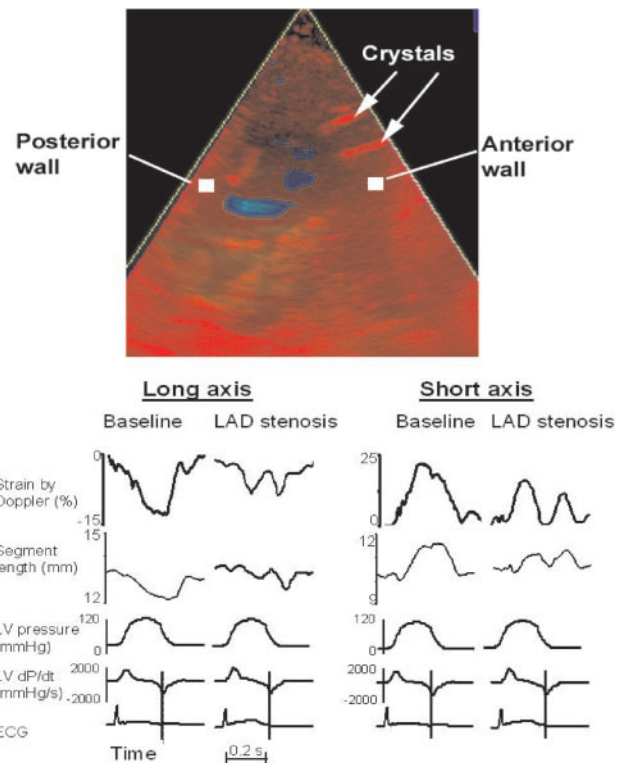 Crystals
Posterior
wall
Anterior
wall
Long axis
Short axis
Baseline LAD stenosis
Baseline LAD stenosis
Strain by
Doppler (%)
0
-15
25
0
Segment
length (mm)
15
12
12
9
LV pressure
(mmHg)
120
0
120
0
LV dP/dt
(mmHg/s)
2000
-2000
2000
-2000
ECG
Time
0.2 s